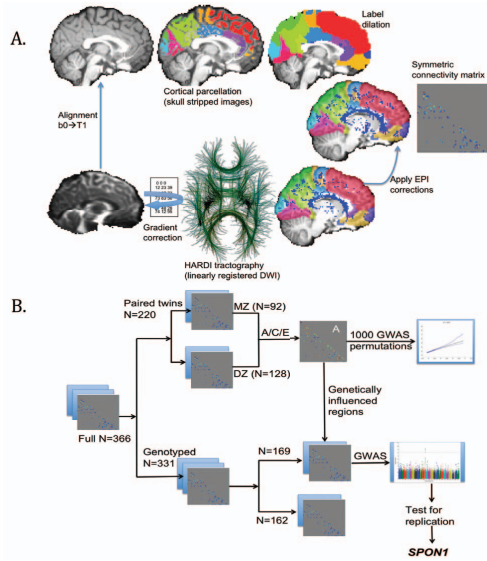 A.
Label
dilation
Cortical parcellation
(skull stripped images)
Symmetric
connectivity matrix
Alignment
b0→T1
Apply EPI
corrections
Gradient
correction
HARDI tractography
(linearly registered DWI)
B.
Paired twins
N=220
MZ (N=92)
DZ (N=128)
A/C/E
A
1000 GWAS
permutations
Genetically
influenced
regions
Full N=366
Genotyped
N=331
N=169
N=162
GWAS
Test for
replication
SPON1